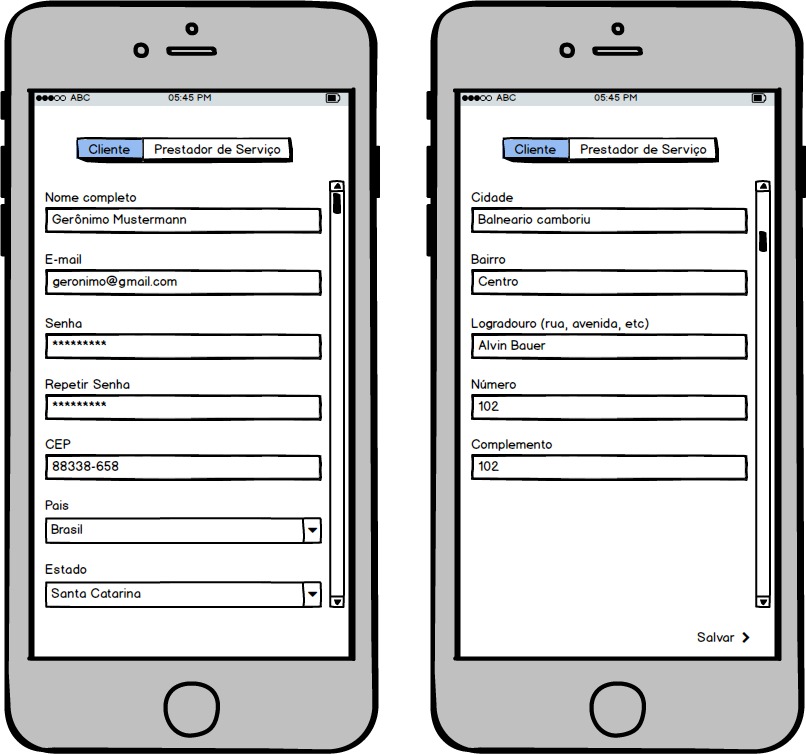 ABC 05:45 PM
Cliente Prestador de Serviço
Nome completo
Gerônimo Mustermann
E-mail
geronimo@gmail.com
Senha
*********
Repetir Senha
*********
CEP
88338-658
Pais
Brasil
Estado
Santa Catarina
ABC 05:45 PM
Cliente Prestador de Serviço
Cidade
Balneario camboriu
Bairro
Centro
Logradouro (rua, avenida, etc)
Alvin Bauer
Número
102
Complemento
102
Salvar